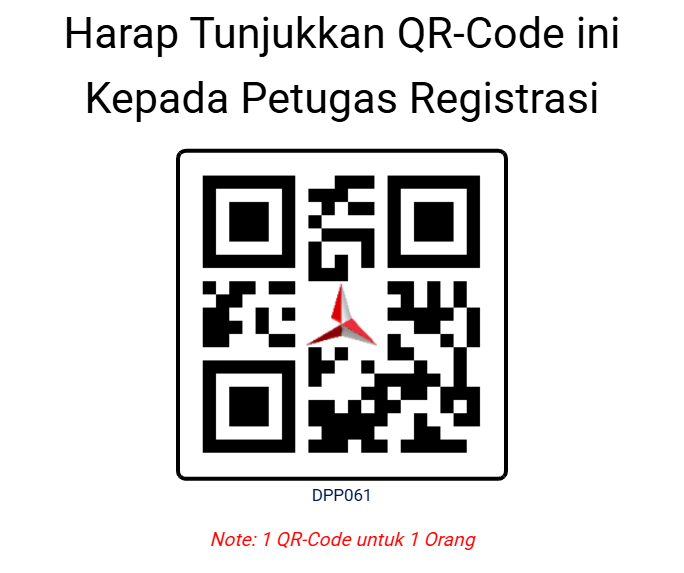 Harap Tunjukkan QR-Code ini
Kepada Petugas Registrasi
DPP061
Note: 1 QR-Code untuk 1 Orang